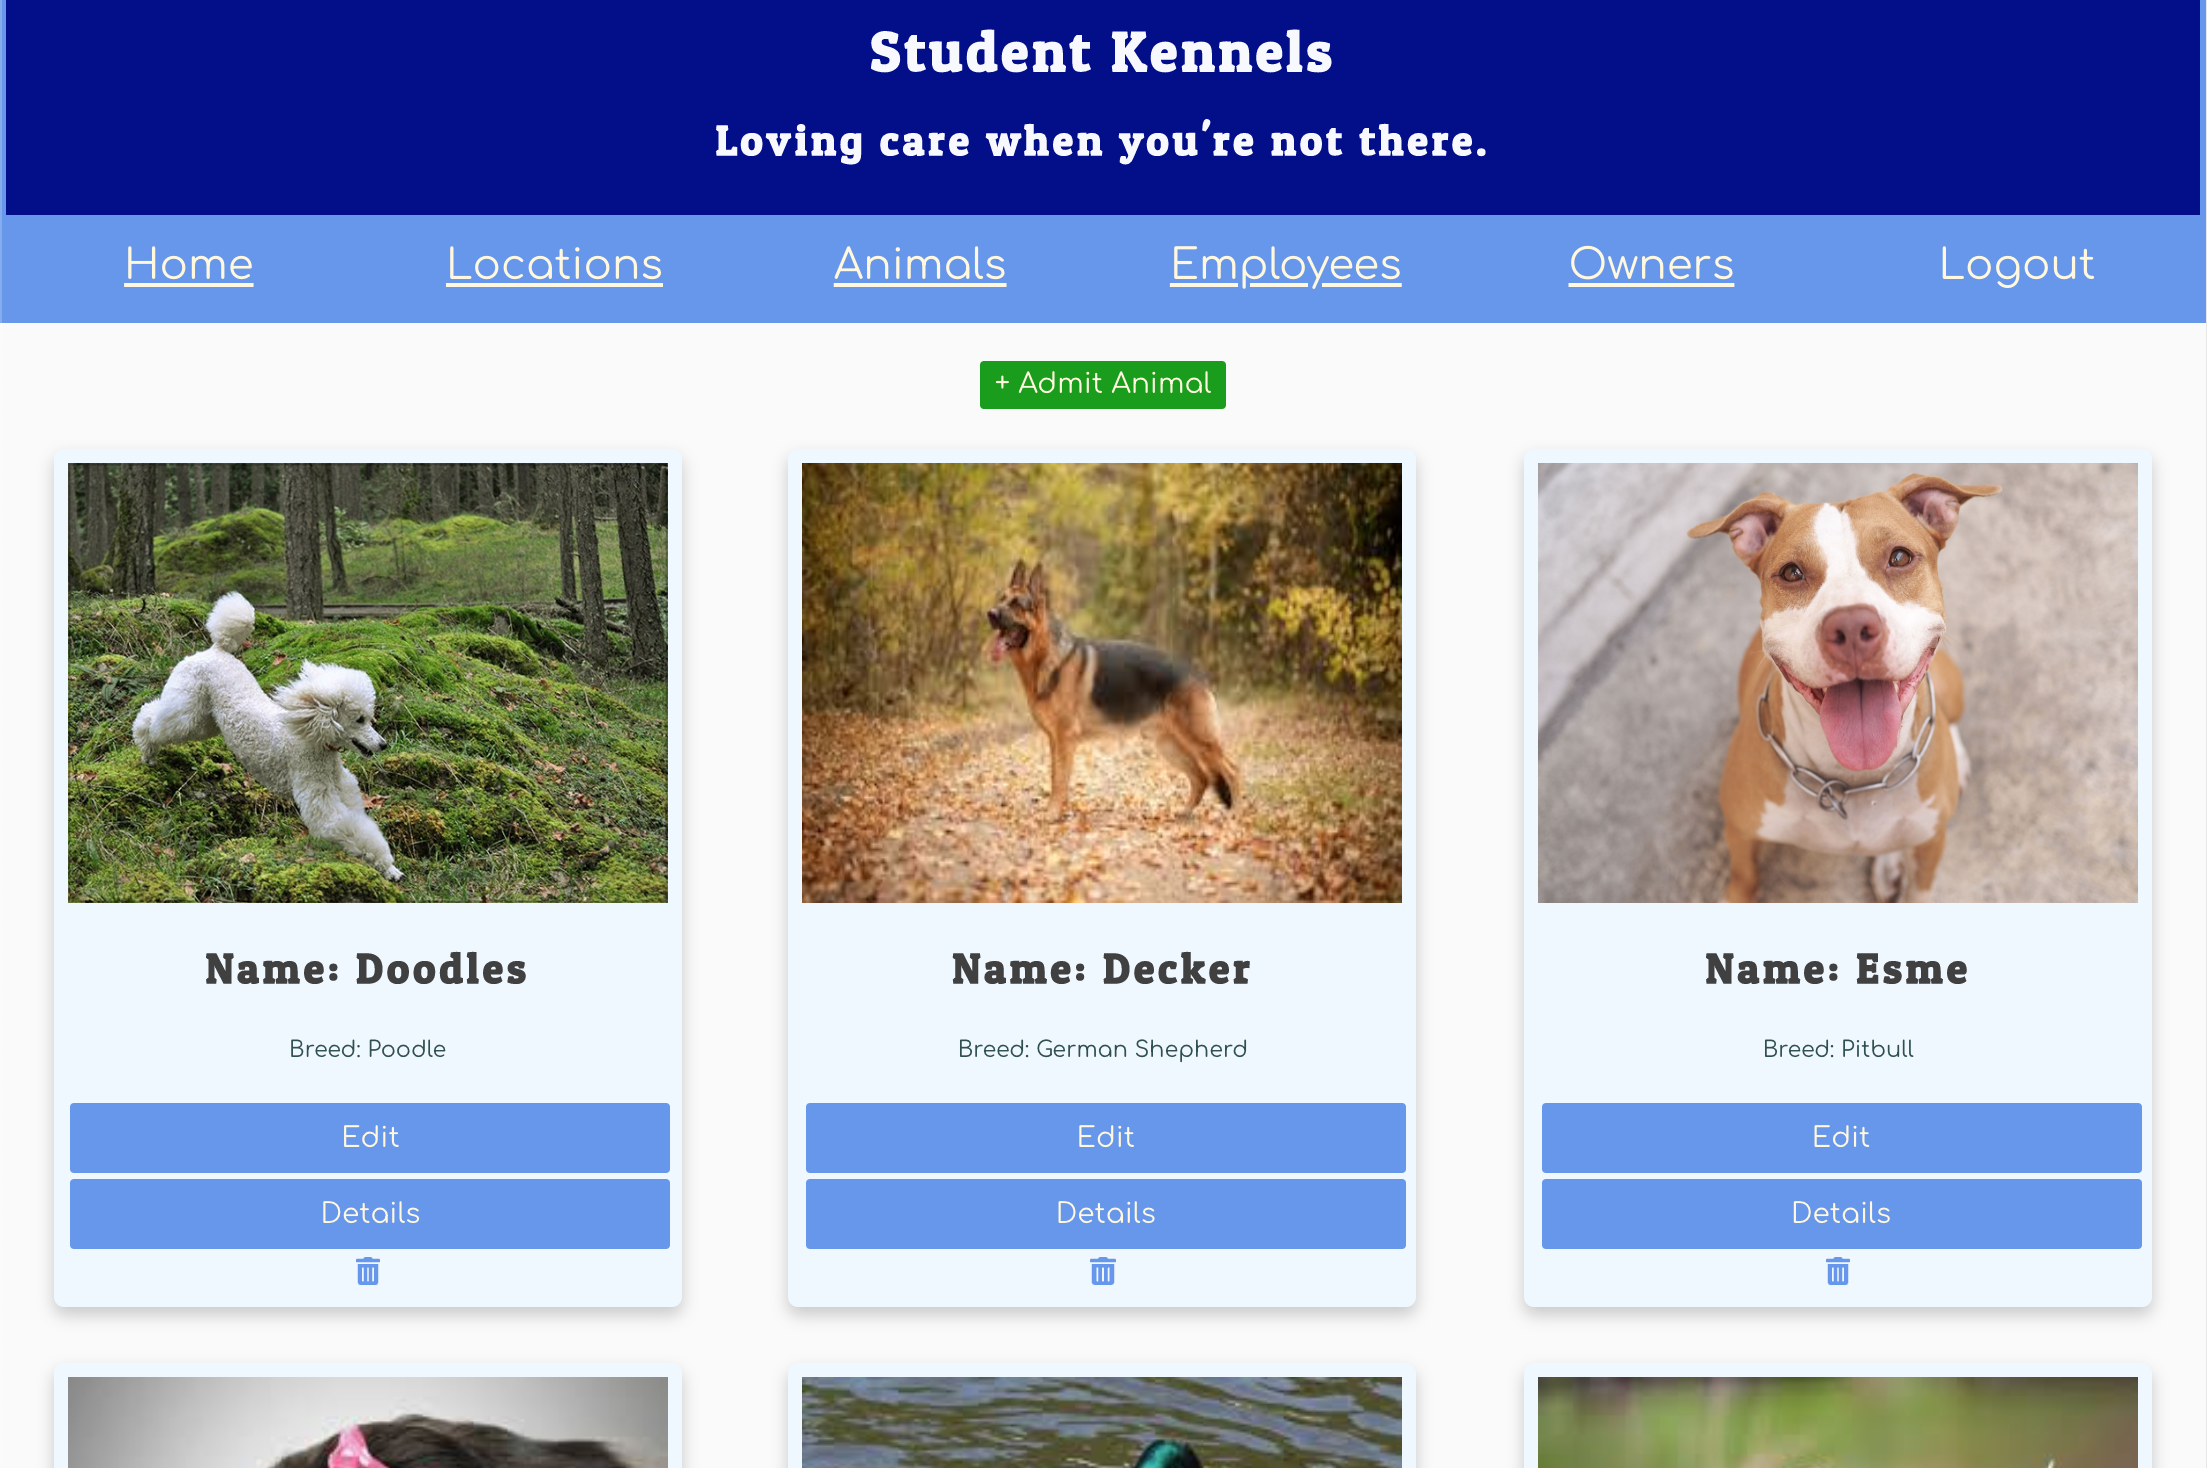 Student Kennels
Loving care when you're not there.
Home Locations Animals Employees Owners Logout
+ Admit Animal
Name: Doodles
Breed: Poodle
Edit
Details
Name: Decker
Breed: German Shepherd
Edit
Details
Name: Esme
Breed: Pitbull
Edit
Details